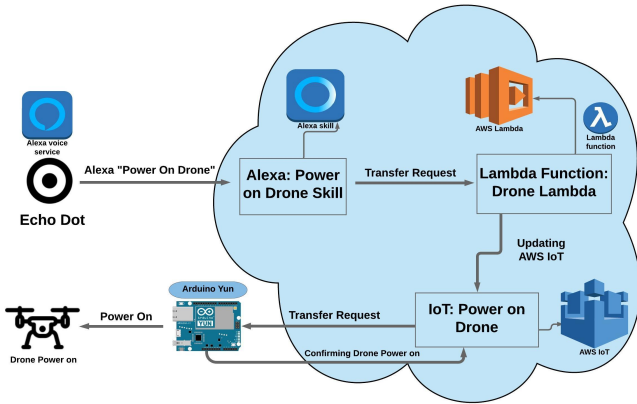 Alexa voice
service
Echo Dot
Alexa "Power On Drone"
Alexa skill
Alexa: Power
on Drone Skill
Transfer Request
AWS Lambda
Lambda
function
Lambda Function:
Drone Lambda
Updating
AWS IoT
IoT: Power on
Drone
AWS IoT
Transfer Request
Confirming Drone Power on
Arduino Yun
YUN
Power On
Drone Power on